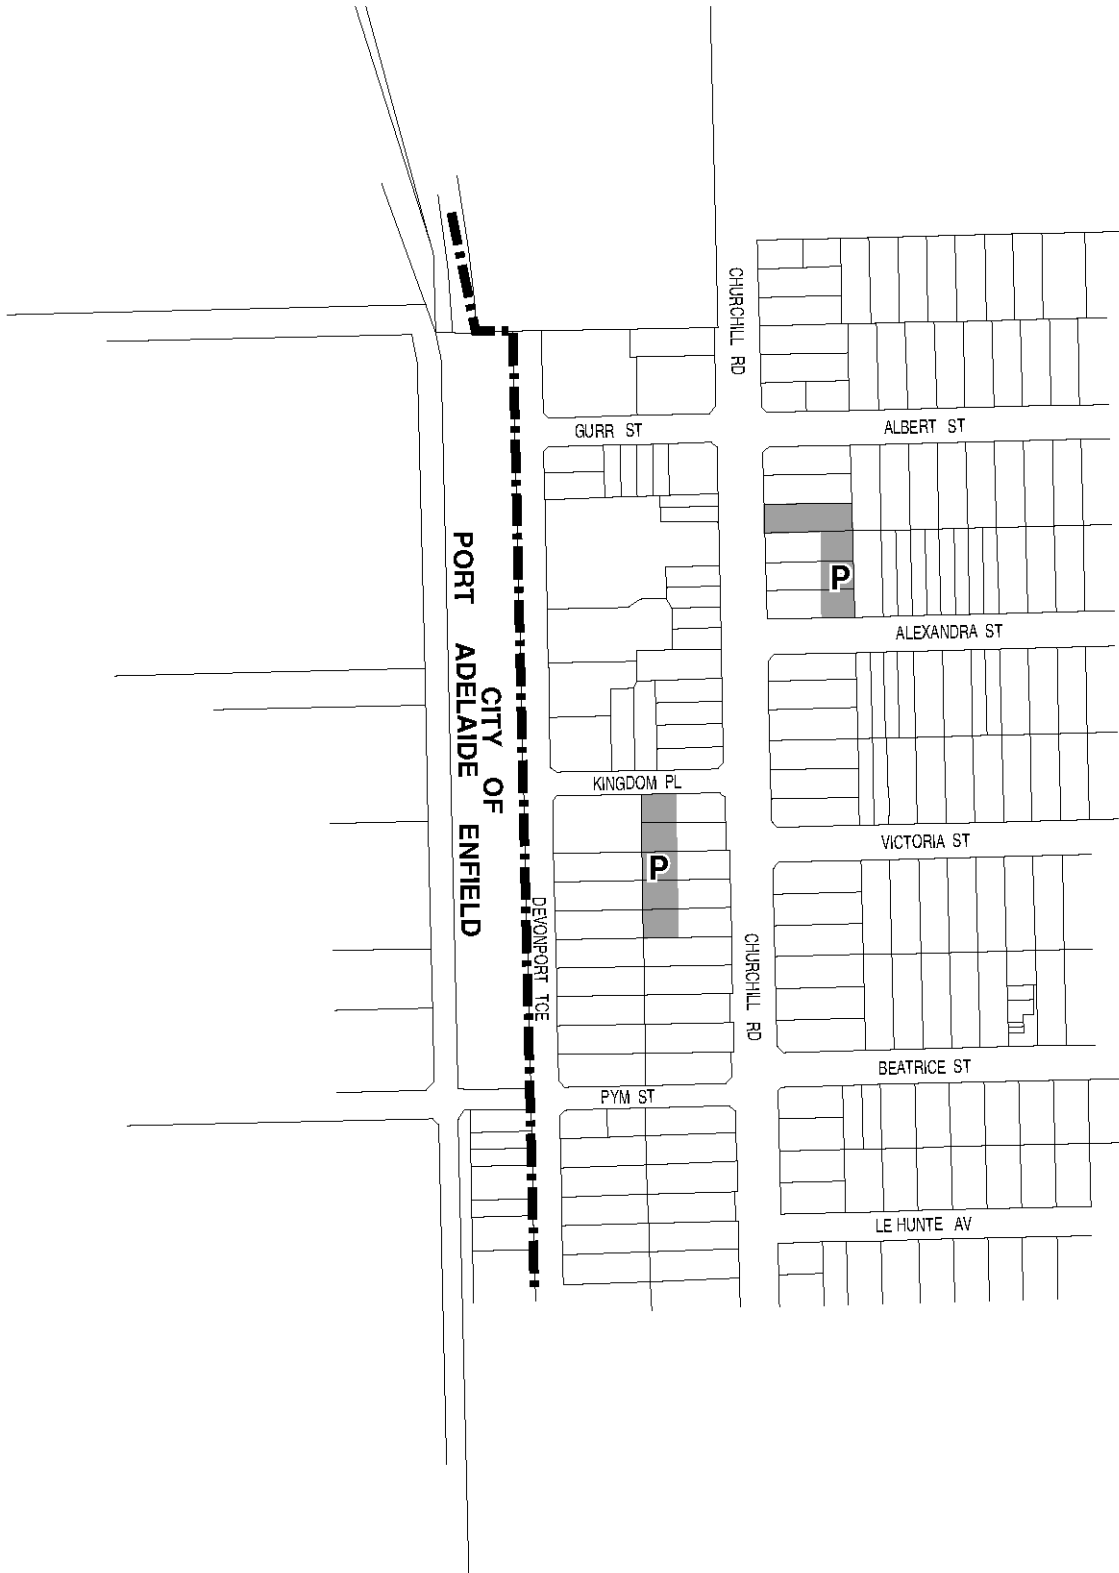 CHURCHILL RD
GURR ST
ALBERT ST
P
ALEXANDRA ST
CITY OF
PORT ADELAIDE ENFIELD
KINGDOM PL
VICTORIA ST
P
DEVONPORT TCE
CHURCHILL RD
BEATRICE ST
PYM ST
LE HUNTE AV